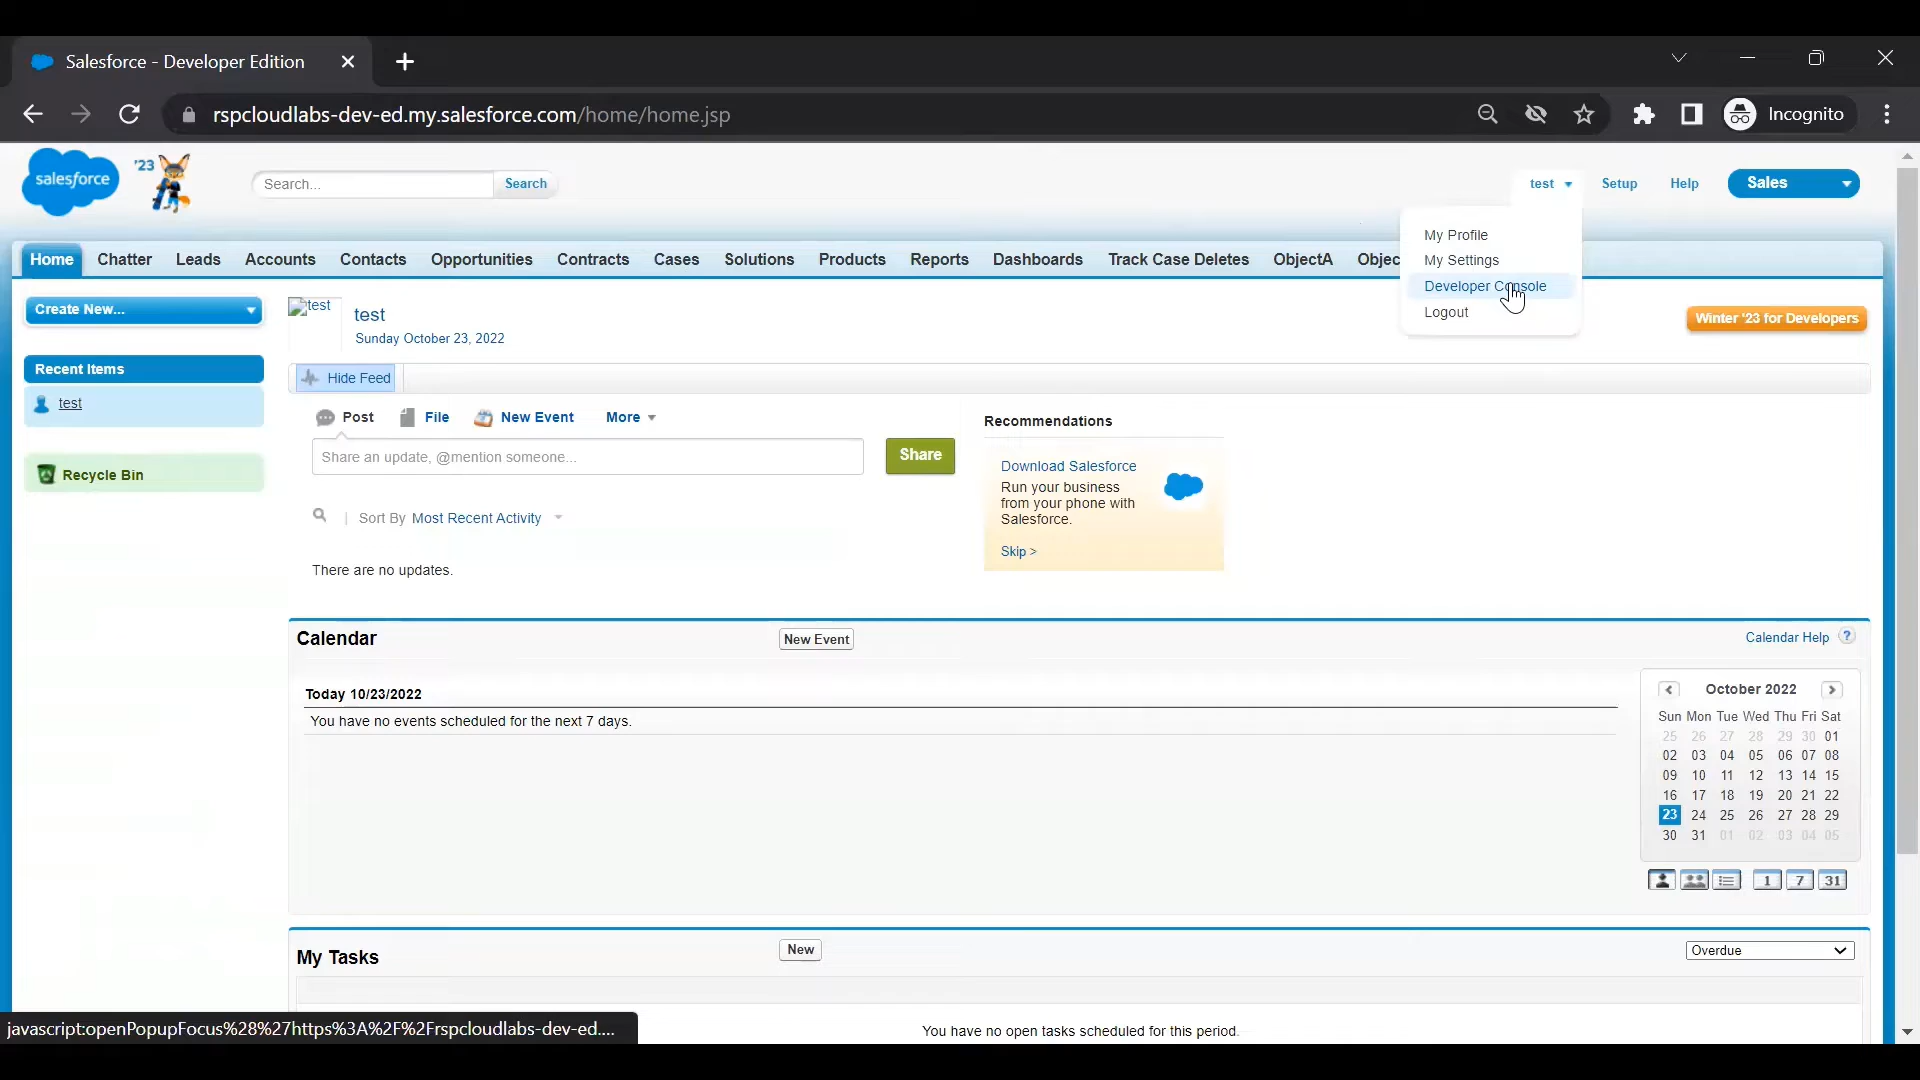 Salesforce - Developer Edition
rspcloudlabs-dev-ed.my.salesforce.com/home/home.jsp
Incognito
salesforce
'23
Search...
Search
test
Setup
Help
Sales
My Profile
My Settings
Developer Console
Logout
Home Chatter Leads Accounts Contacts Opportunities Contracts Cases Solutions Products Reports Dashboards Track Case Deletes ObjectA Objec
Create New...
test
test
Sunday October 23, 2022
Winter '23 for Developers
Recent Items
test
Recycle Bin
Hide Feed
Post File New Event More
Share an update, @mention someone...
Share
Sort By Most Recent Activity
There are no updates.
Recommendations
Download Salesforce
Run your business
from your phone with
Salesforce.
Skip >
Calendar
New Event
Calendar Help ?
Today 10/23/2022
You have no events scheduled for the next 7 days.
October 2022
Sun Mon Tue Wed Thu Fri Sat
25 26 27 28 29 30 01
02 03 04 05 06 07 08
09 10 11 12 13 14 15
16 17 18 19 20 21 22
23 24 25 26 27 28 29
30 31 01 02 03 04 05
1 7 31
My Tasks
New
Overdue
You have no open tasks scheduled for this period.
javascript:openPopupFocus%28%27https%3A%2F%2Frspcloudlabs-dev-ed....